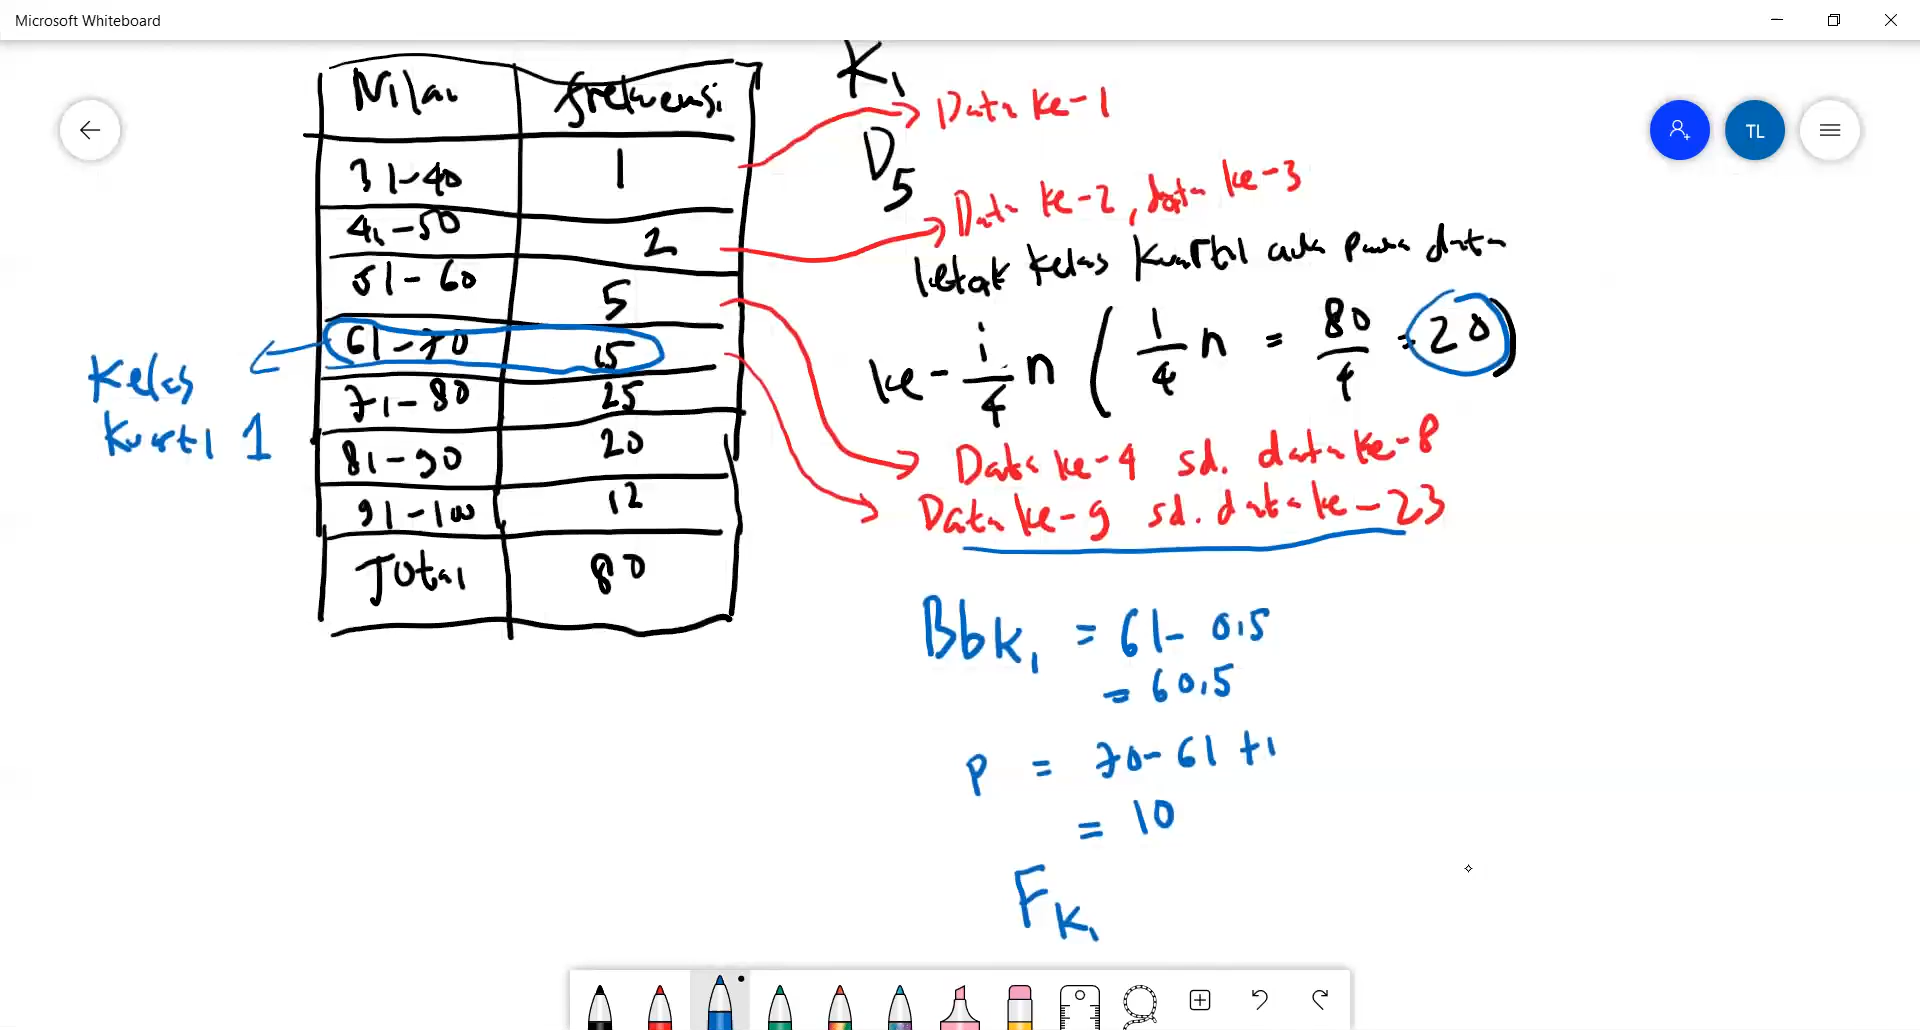 Microsoft Whiteboard
TL
Nilai frekuensi
31-40 1
41-50 2
51-60 5
61-70 15
71-80 25
81-90 20
91-100 12
Total 80
Kelas
Kuartil 1
K1
D5
Data ke-1
Data ke-2, data ke-3
letak kelas kuartil ada pada data
ke - i/4 n ( 1/4 n = 80/4 = 20 )
Data ke-4 sd. data ke-8
Data ke-9 sd. data ke-23
Bbk1 = 61 - 0.5
= 60.5
p = 70-61 +1
= 10
Fk1